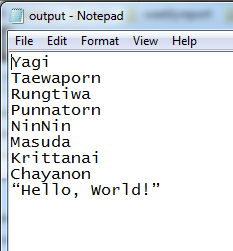 output - Notepad
File Edit Format View Help
Yagi
Taewaporn
Rungtiwa
Punnatorn
NinNin
Masuda
Krittanai
Chayanon
“Hello, World!”